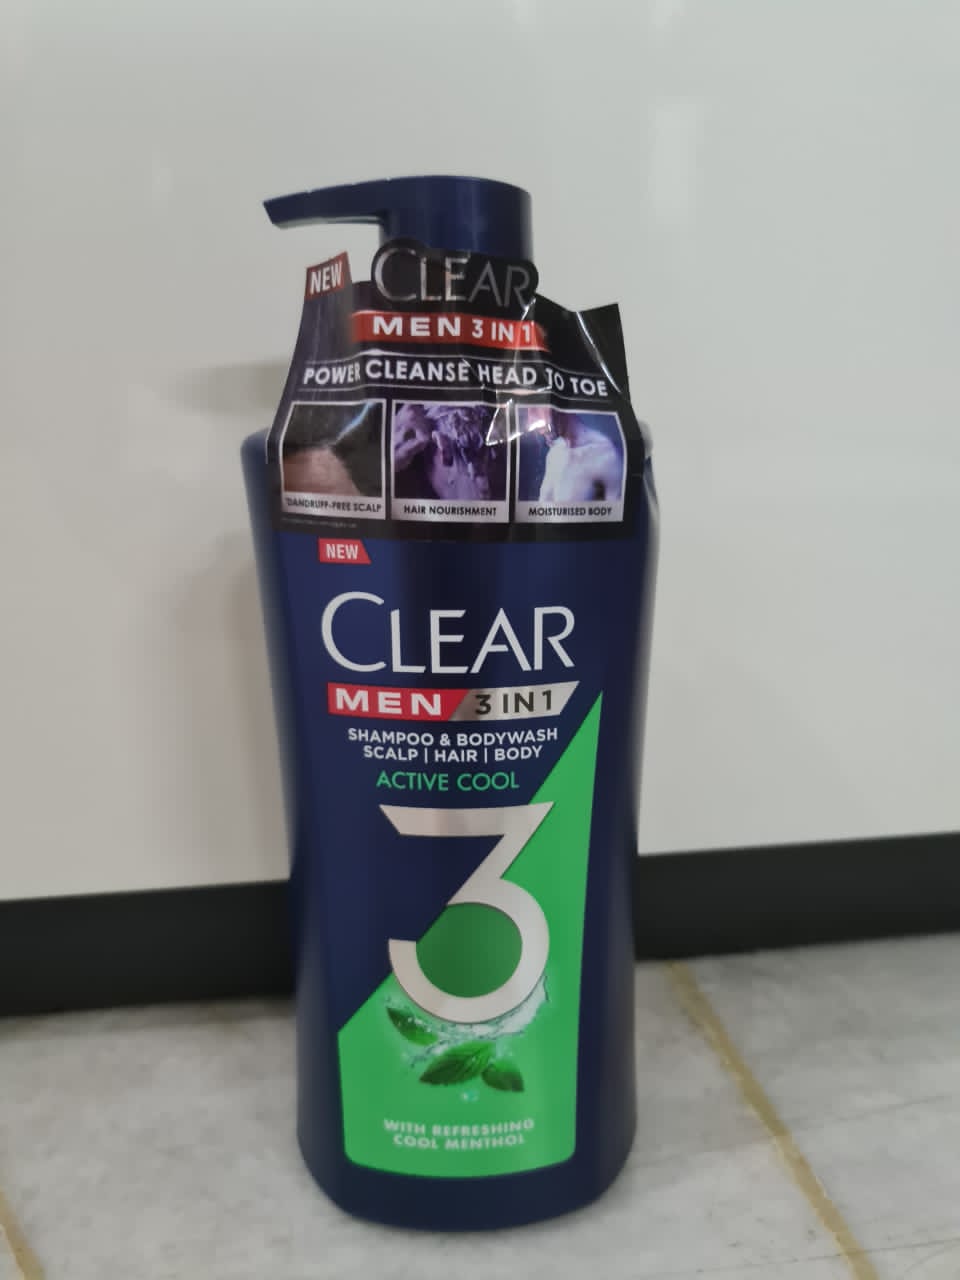 NEW
CLEAR
MEN 3 IN 1
POWER CLEANSE HEAD TO TOE
*DANDRUFF-FREE SCALP
HAIR NOURISHMENT
MOISTURISED BODY
NEW
CLEAR
MEN 3 IN 1
SHAMPOO & BODYWASH
SCALP | HAIR | BODY
ACTIVE COOL
3
WITH REFRESHING
COOL MENTHOL